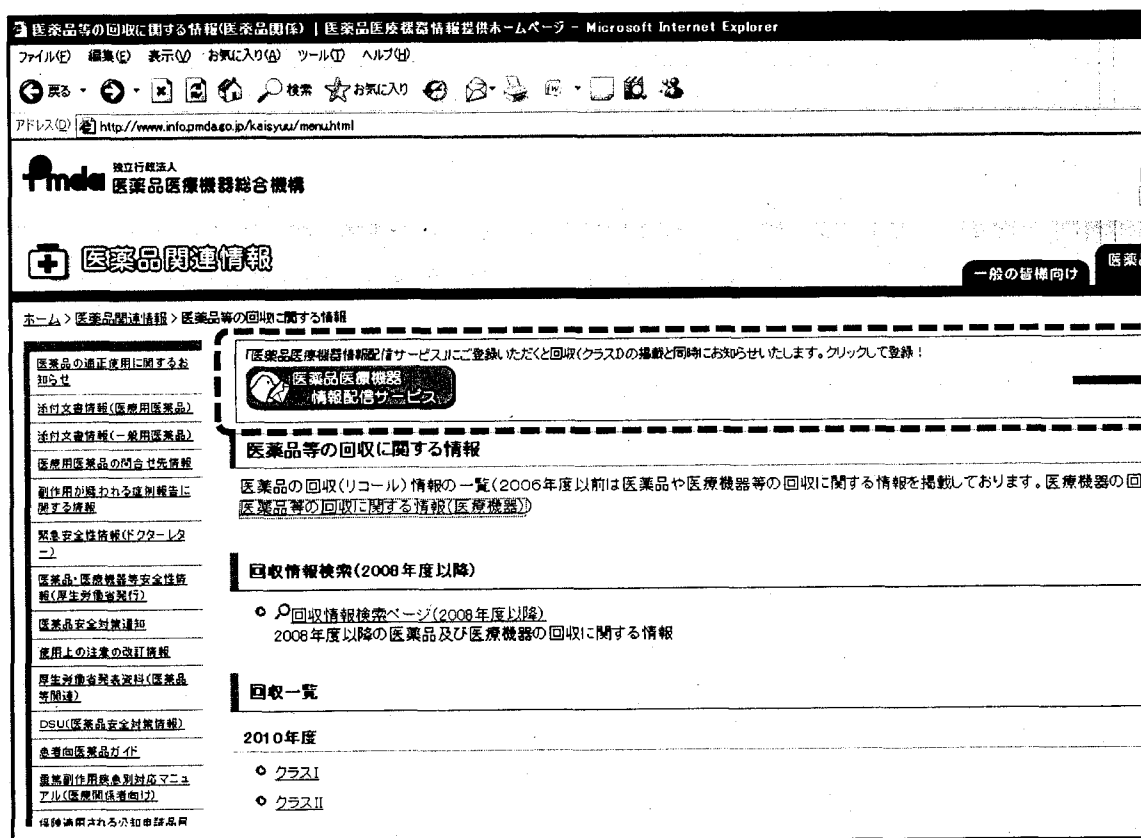 医薬品等の回収に関する情報(医薬品関係) | 医薬品医療機器情報提供ホームページ - Microsoft Internet Explorer
ファイル(F) 編集(E) 表示(V) お気に入り(A) ツール(T) ヘルプ(H)
戻る 検索 お気に入り
アドレス(D) http://www.info.pmda.go.jp/kaisyuu/menu.html
Pmda 独立行政法人
医薬品医療機器総合機構
医薬品関連情報
一般の皆様向け
医薬品
ホーム > 医薬品関連情報 > 医薬品等の回収に関する情報
医薬品の適正使用に関するお
知らせ
添付文書情報(医療用医薬品)
添付文書情報(一般用医薬品)
医療用医薬品の問合せ先情報
副作用が疑われる症例報告に
関する情報
緊急安全性情報(ドクターレタ
ー)
医薬品・医療機器等安全性情
報(厚生労働省発行)
医薬品安全対策通知
使用上の注意の改訂情報
厚生労働省発表資料(医薬品
等関連)
DSU(医薬品安全対策情報)
患者向医薬品ガイド
重篤副作用疾患別対応マニュ
アル(医療関係者向け)
保険適用される公知申請品目
「医薬品医療機器情報配信サービス」にご登録いただくと回収(クラスI)の掲載と同時にお知らせいたします。クリックして登録!
医薬品医療機器
情報配信サービス
医薬品等の回収に関する情報
医薬品の回収(リコール)情報の一覧(2006年度以前は医薬品や医療機器等の回収に関する情報を掲載しております。医療機器の回
医薬品等の回収に関する情報(医療機器))
回収情報検索(2008年度以降)
回収情報検索ページ(2008年度以降)
2008年度以降の医薬品及び医療機器の回収に関する情報
回収一覧
2010年度
クラスI
クラスII